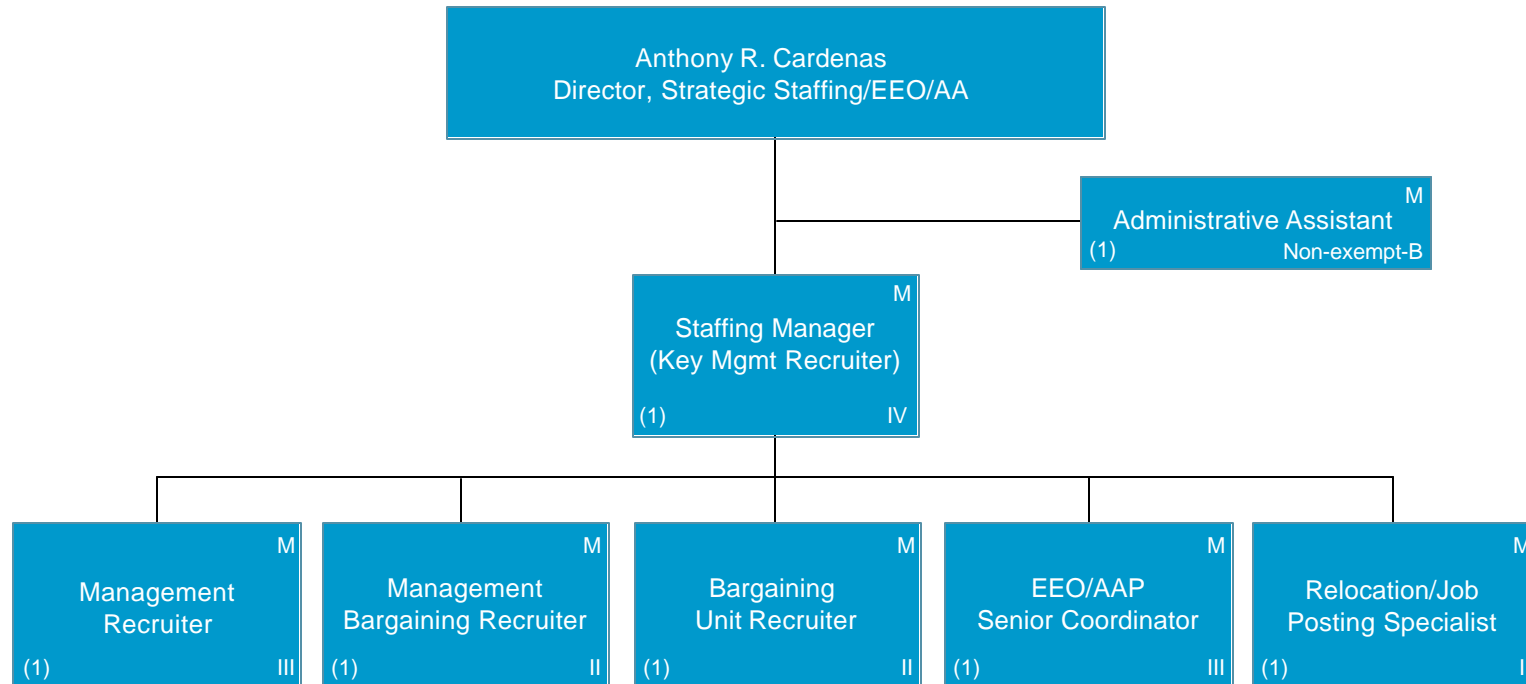 Anthony R. Cardenas
Director, Strategic Staffing/EEO/AA
M
Administrative Assistant
(1) Non-exempt-B
M
Staffing Manager
(Key Mgmt Recruiter)
(1) IV
M
Management
Recruiter
(1) III
M
Management
Bargaining Recruiter
(1) II
M
Bargaining
Unit Recruiter
(1) II
M
EEO/AAP
Senior Coordinator
(1) III
M
Relocation/Job
Posting Specialist
(1)